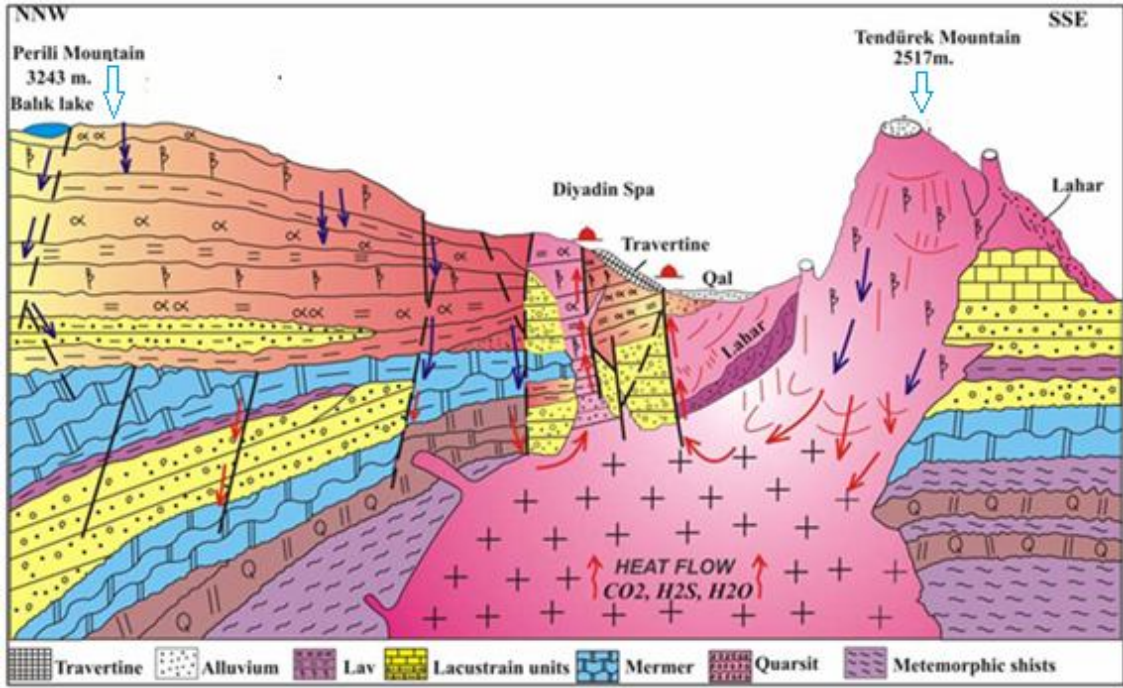 NNW
SSE
Perili Mountain
3243 m.
Balık lake
Tendürek Mountain
2517m.
Diyadin Spa
Lahar
Travertine
Qal
Lahar
Q
Q
Q
Q
Q
Q
Q
HEAT FLOW
CO2, H2S, H2O
Travertine
Alluvium
Lav
Lacustrain units
Mermer
Quarsit
Metemorphic shists